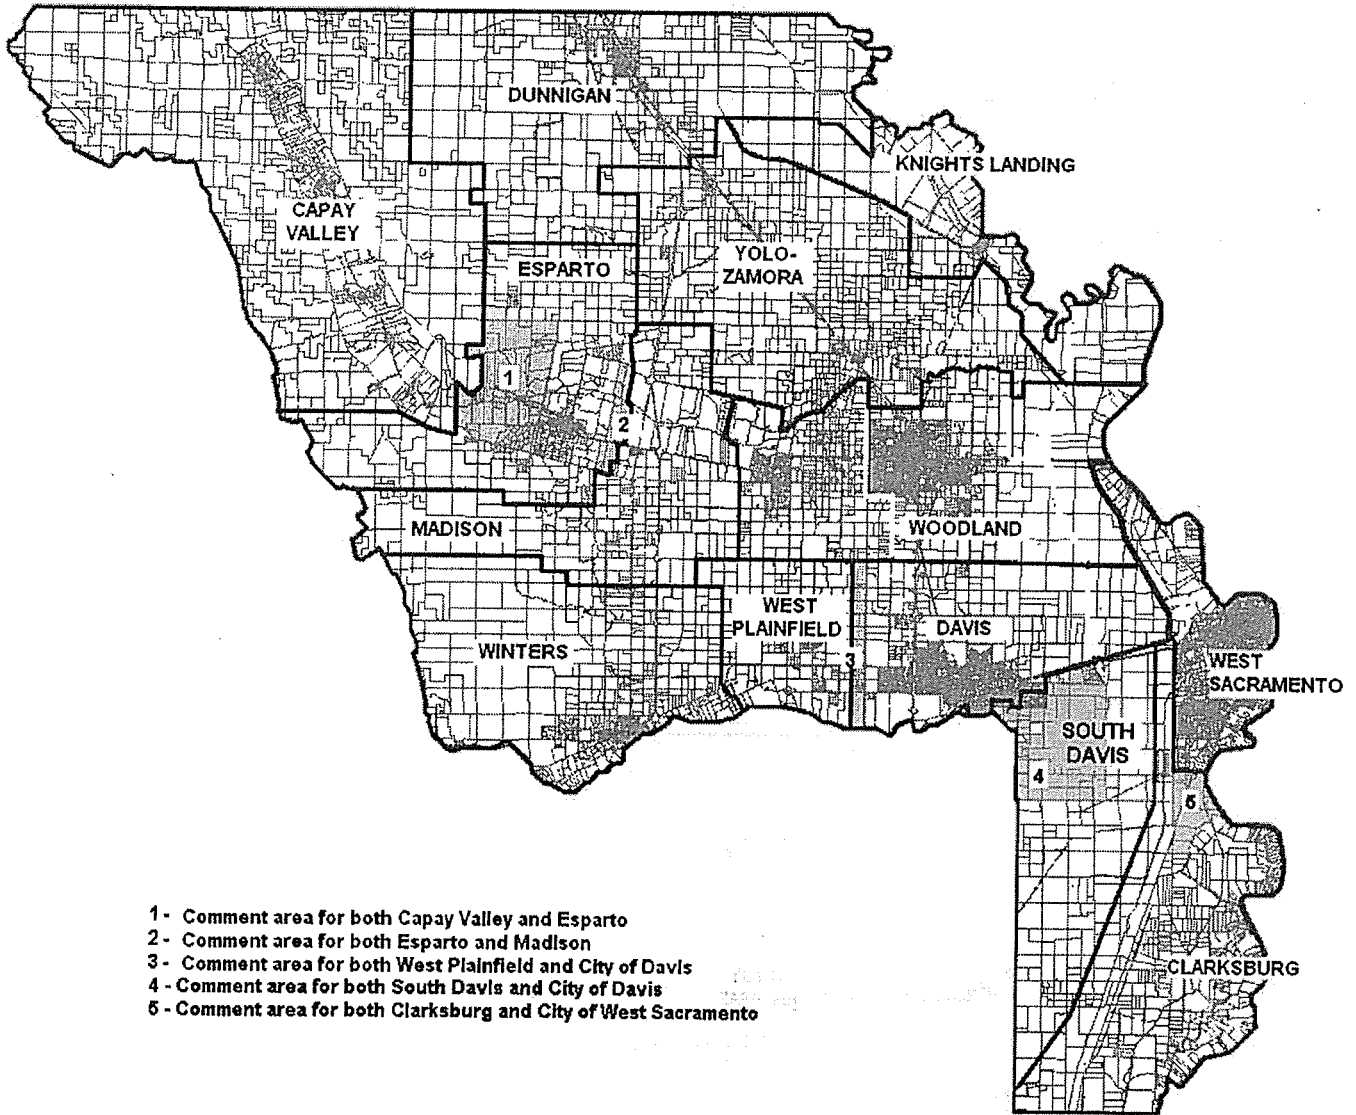 DUNNIGAN
KNIGHTS LANDING
CAPAY
VALLEY
YOLO-
ZAMORA
ESPARTO
1
2
MADISON
WOODLAND
WEST
PLAINFIELD
DAVIS
WINTERS
3
WEST
SACRAMENTO
SOUTH
DAVIS
4
5
CLARKSBURG
1 - Comment area for both Capay Valley and Esparto
2 - Comment area for both Esparto and Madison
3 - Comment area for both West Plainfield and City of Davis
4 - Comment area for both South Davis and City of Davis
5 - Comment area for both Clarksburg and City of West Sacramento